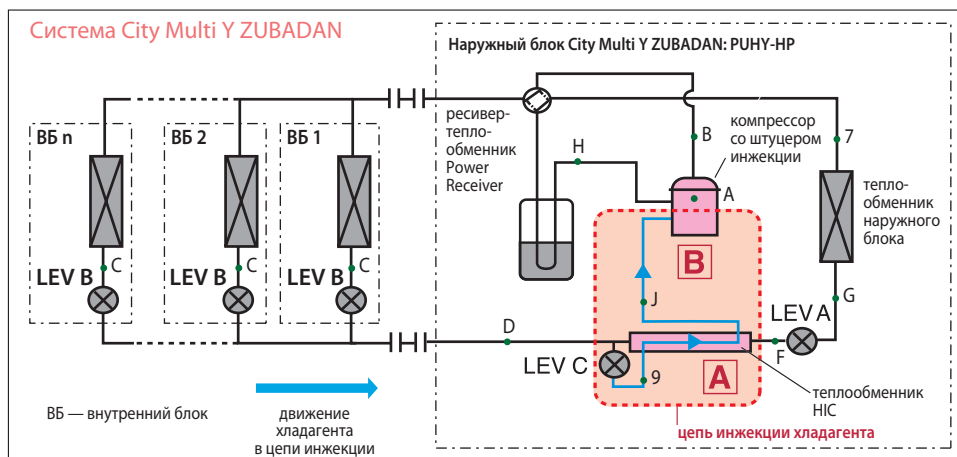 Система City Multi Y ZUBADAN
Наружный блок City Multi Y ZUBADAN: PUHY-HP
ВБ n
ВБ 2
ВБ 1
ресивер-
тепло-
обменник
Power
Receiver
H
B
компрессор
со штуцером
инжекции
A
7
тепло-
обменник
наружного
блока
B
LEV B
C
LEV B
C
LEV B
C
J
G
LEV A
D
F
LEV C
9
A
теплообменник
HIC
ВБ — внутренний блок
движение
хладагента
в цепи инжекции
цепь инжекции хладагента